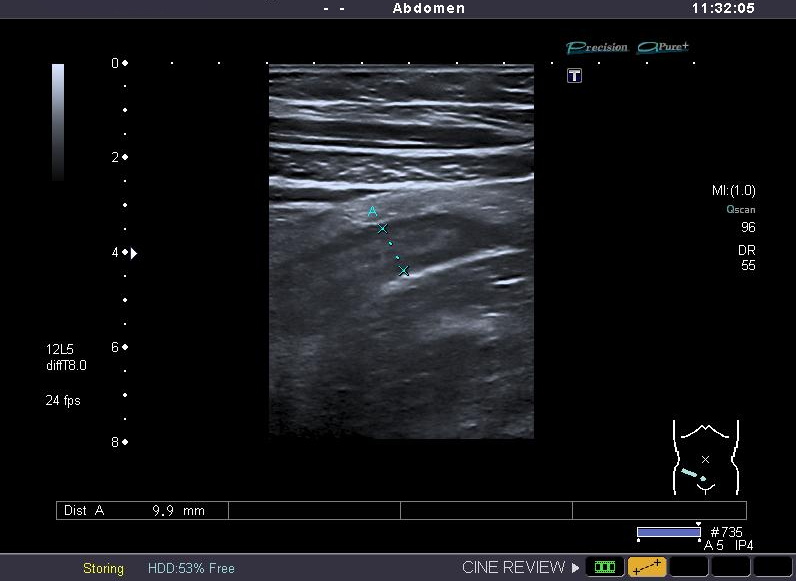 - -
Abdomen
11:32:05
Precision APure+
T
0
2
4
6
8
A
MI:(1.0)
Qscan
96
DR
55
12L5
diffT8.0
24 fps
Dist A 9.9 mm
#735
A 5 IP4
Storing HDD:53% Free CINE REVIEW